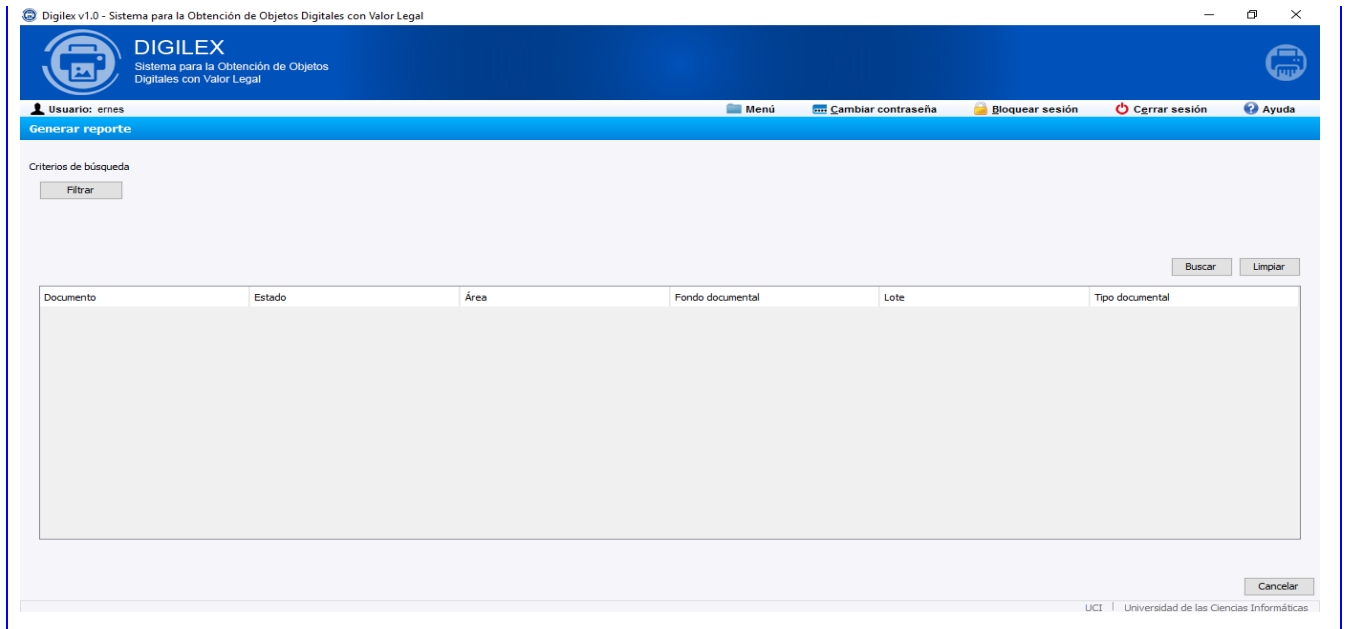 Digilex v1.0 - Sistema para la Obtención de Objetos Digitales con Valor Legal
DIGILEX
Sistema para la Obtención de Objetos
Digitales con Valor Legal
Usuario: ernes Menú Cambiar contraseña Bloquear sesión Cerrar sesión Ayuda
Generar reporte
Criterios de búsqueda
Filtrar
Buscar Limpiar
Documento Estado Área Fondo documental Lote Tipo documental
Cancelar
UCI | Universidad de las Ciencias Informáticas